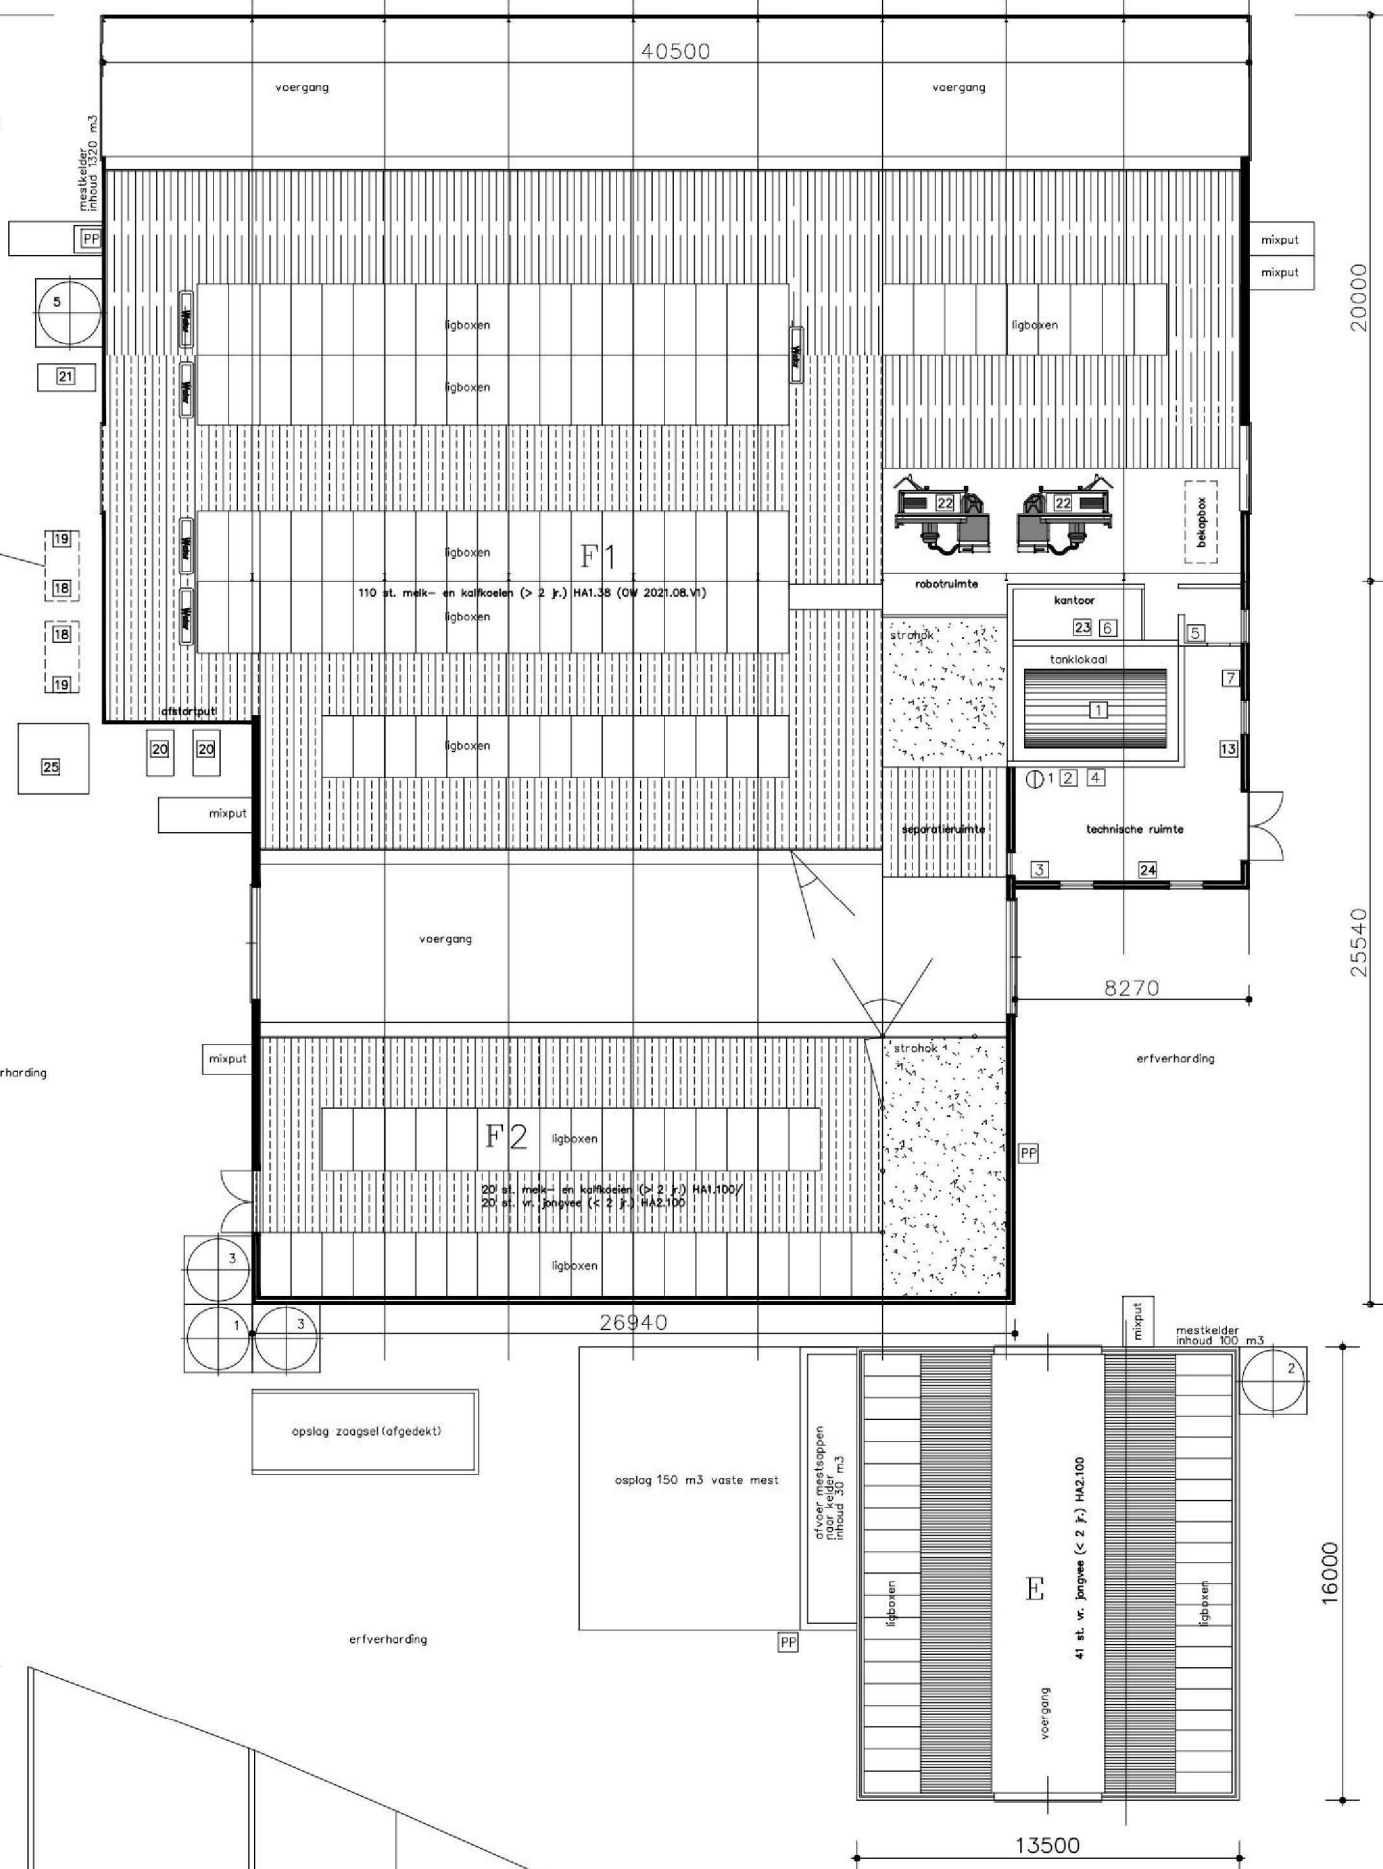 40500
voergang
voergang
mestkelder
inhoud 1320 m3
PP
mixput
mixput
20000
5
ligboxen
ligboxen
Water
Water
Water
21
ligboxen
22
22
bekapbox
19
18
18
19
Water
Water
ligboxen
F1
110 st. melk- en kalfkoeien (> 2 jr.) HA1.38 (OW 2021.08.V1)
ligboxen
robotruimte
kantoor
23
6
5
strohok
tanklokaal
7
1
afstortput
20
20
25
ligboxen
13
1
2
4
mixput
separatieruimte
technische ruimte
3
24
voergang
25540
8270
mixput
rharding
strohok
erfverharding
F2
ligboxen
PP
20 st. melk- en kalfkoeien (> 2 jr.) HA1.100/
20 st. vr. jongvee (< 2 jr.) HA2.100
3
ligboxen
1
3
26940
mixput
mestkelder
inhoud 100 m3
2
opslag zaagsel (afgedekt)
osplag 150 m3 vaste mest
afvoer mestsappen
naar kelder
inhoud 30 m3
41 st. vr. jongvee (< 2 jr.) HA2.100
E
ligboxen
ligboxen
16000
erfverharding
PP
voergang
13500